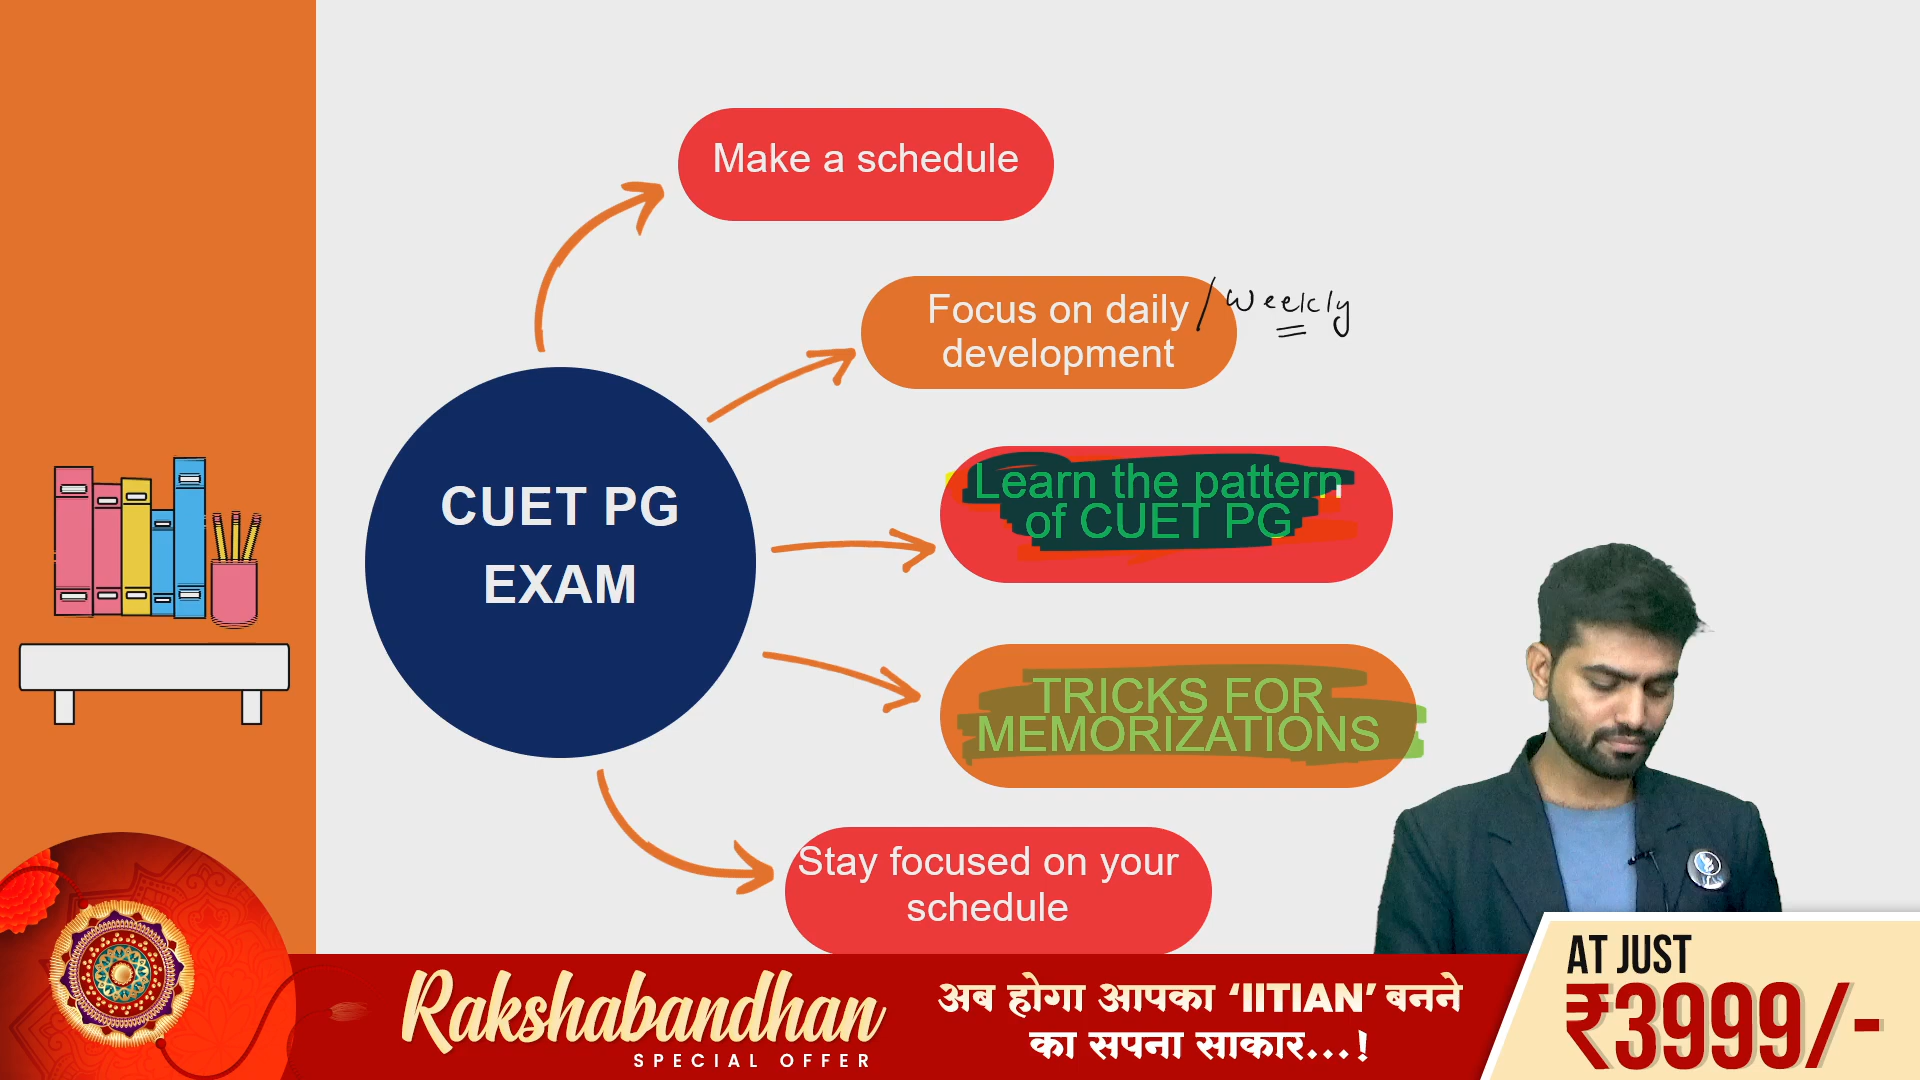 Make a schedule
Focus on daily / weekly
development
CUET PG
EXAM
Learn the pattern
of CUET PG
TRICKS FOR
MEMORIZATIONS
Stay focused on your
schedule
Rakshabandhan
SPECIAL OFFER
अब होगा आपका ‘IITIAN’ बनने
का सपना साकार...!
AT JUST
₹3999/-